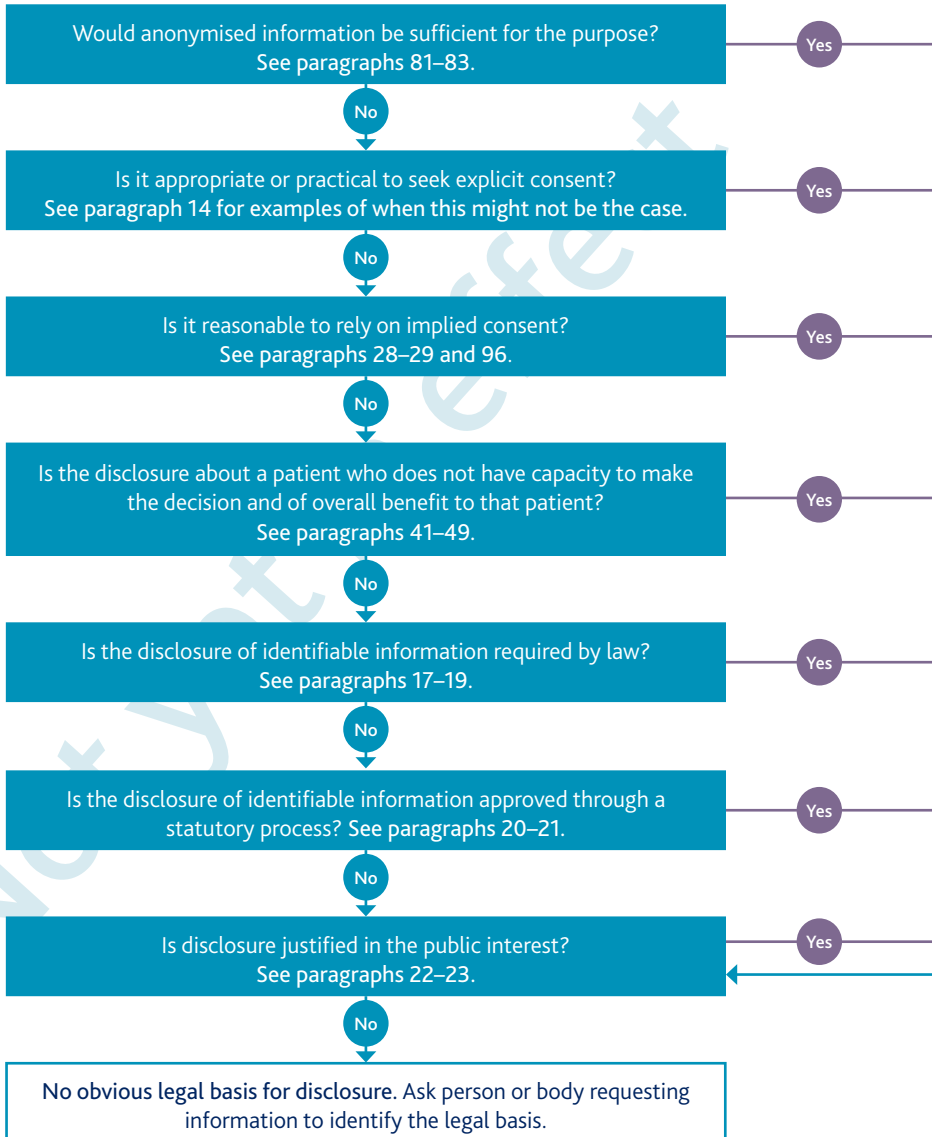 Would anonymised information be sufficient for the purpose?
See paragraphs 81–83.
Yes
No
Is it appropriate or practical to seek explicit consent?
See paragraph 14 for examples of when this might not be the case.
Yes
No
Is it reasonable to rely on implied consent?
See paragraphs 28–29 and 96.
Yes
No
Is the disclosure about a patient who does not have capacity to make
the decision and of overall benefit to that patient?
See paragraphs 41–49.
Yes
No
Is the disclosure of identifiable information required by law?
See paragraphs 17–19.
Yes
No
Is the disclosure of identifiable information approved through a
statutory process? See paragraphs 20–21.
Yes
No
Is disclosure justified in the public interest?
See paragraphs 22–23.
Yes
No
No obvious legal basis for disclosure. Ask person or body requesting
information to identify the legal basis.